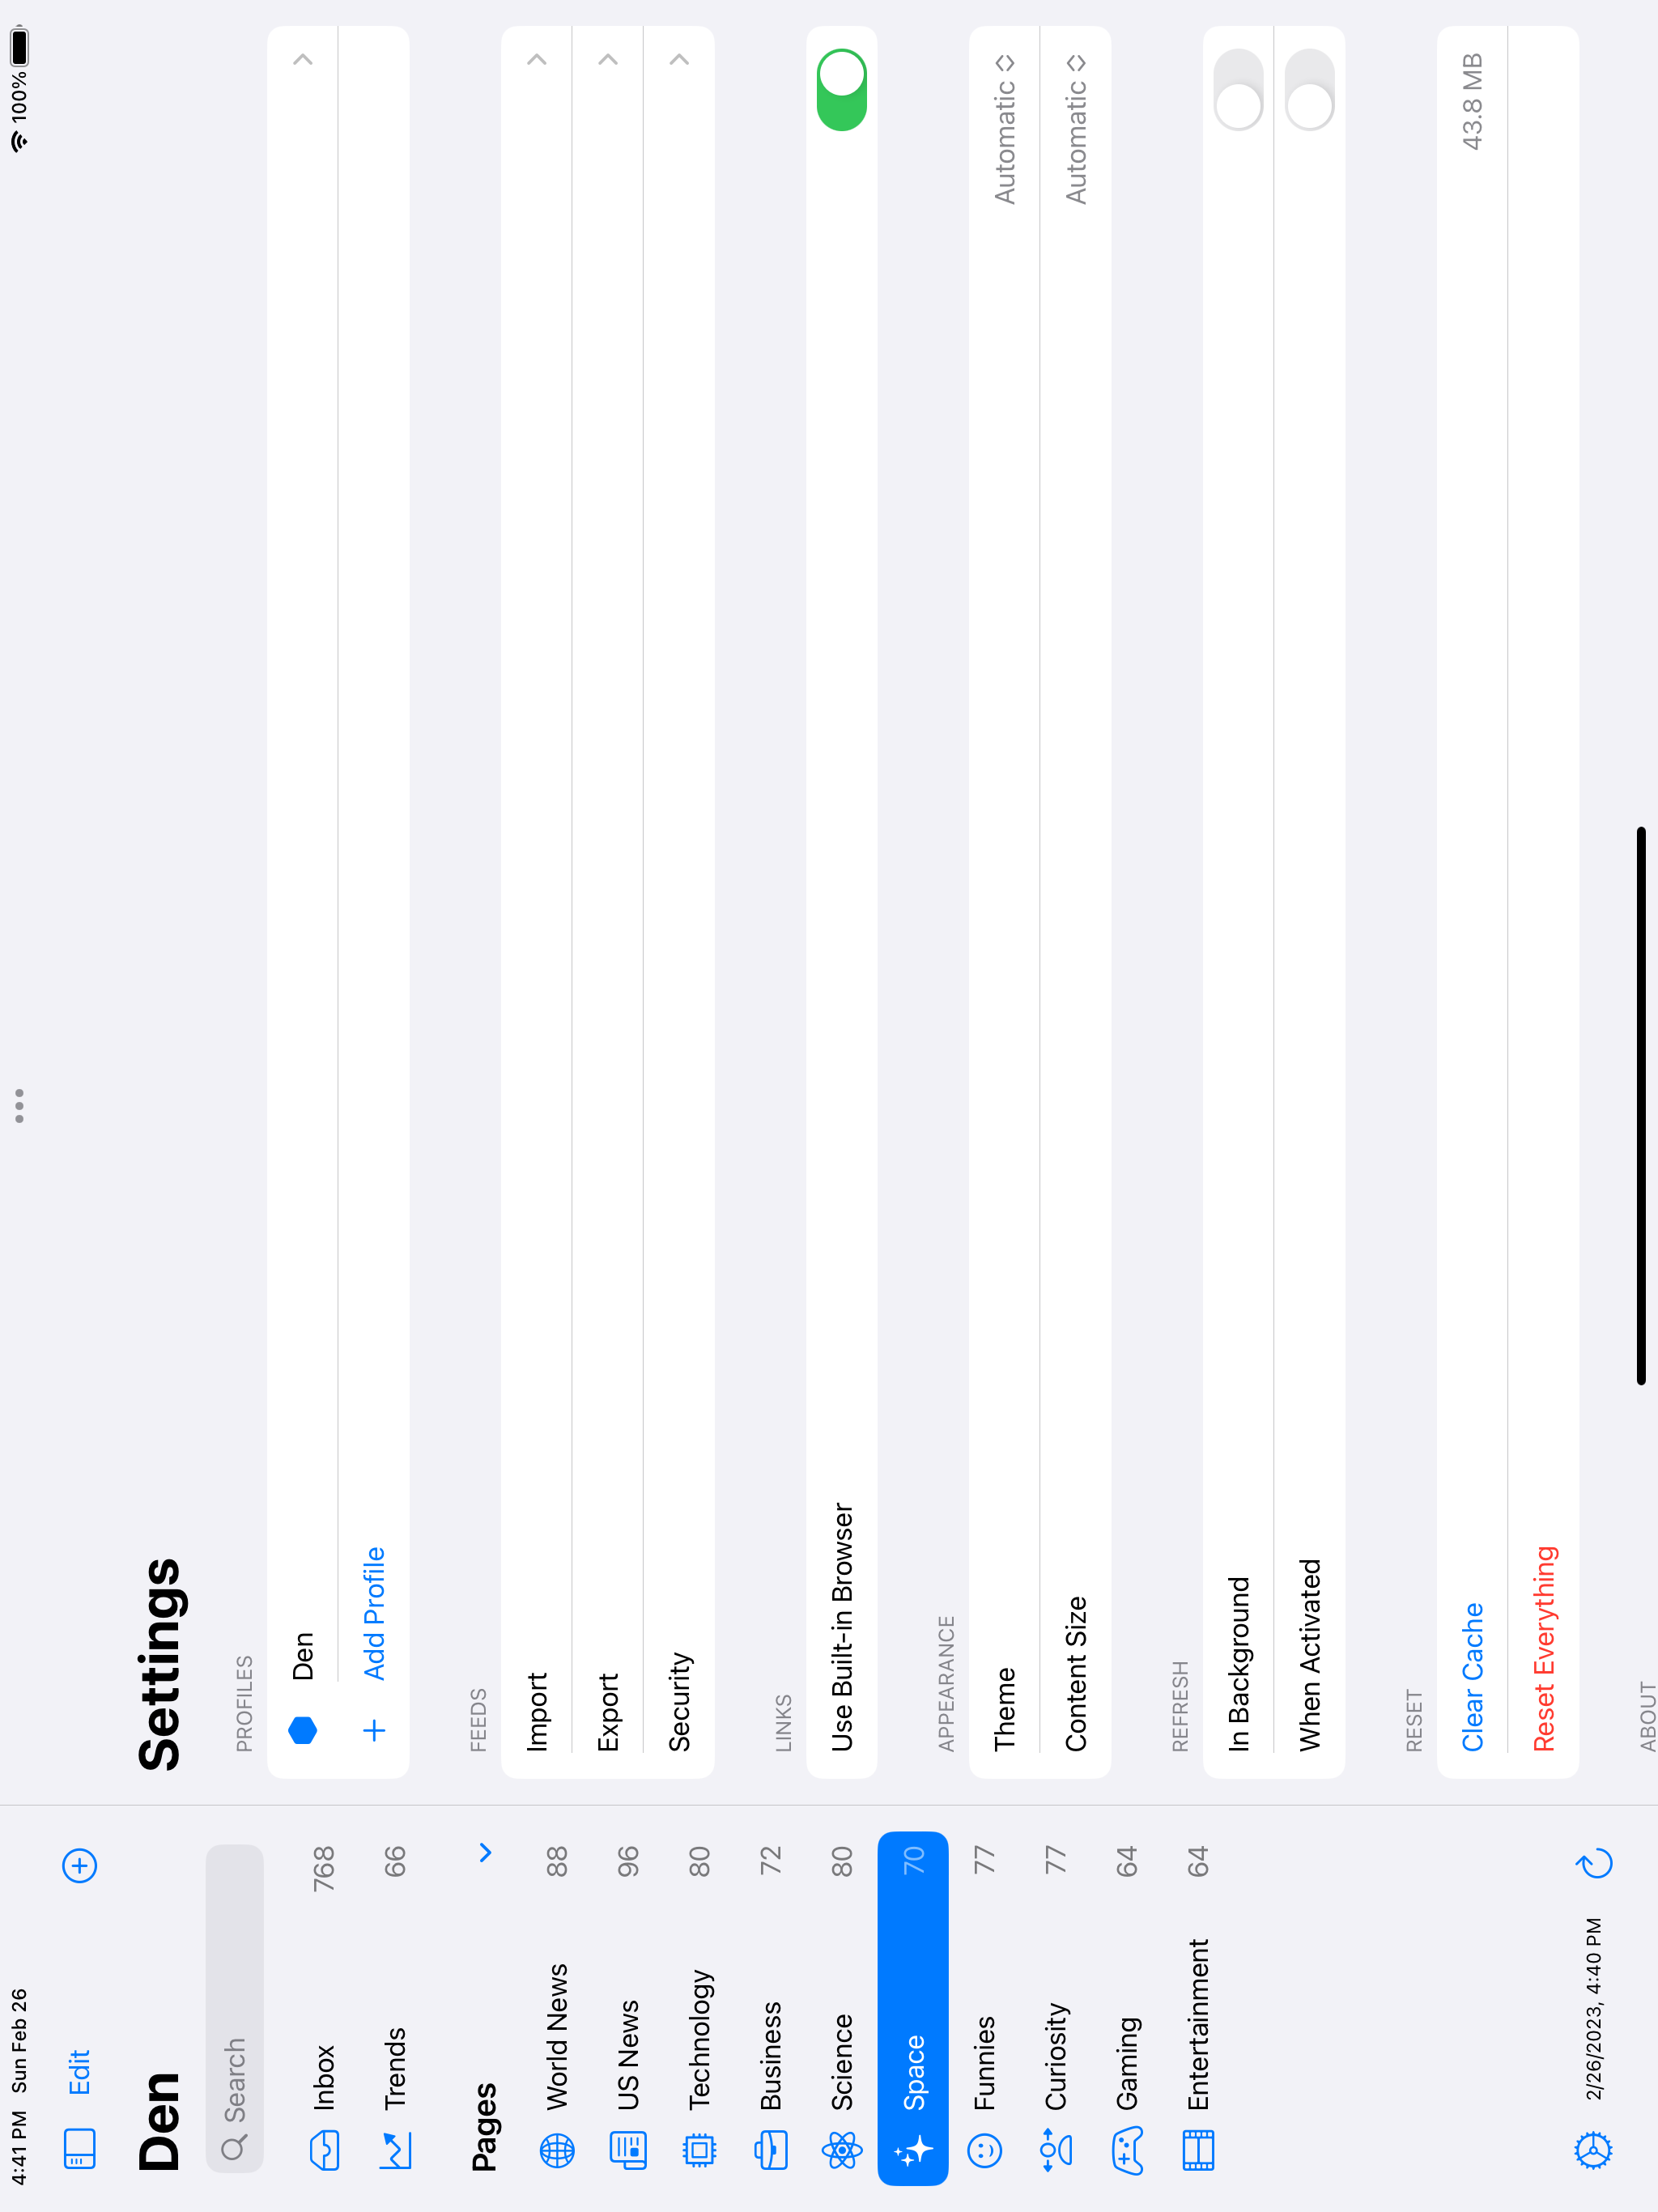 4:41 PM Sun Feb 26
100%
Edit
Den
Search
Inbox 768
Trends 66
Pages
World News 88
US News 96
Technology 80
Business 72
Science 80
Space 70
Funnies 77
Curiosity 77
Gaming 64
Entertainment 64
2/26/2023, 4:40 PM
Settings
PROFILES
Den
Add Profile
FEEDS
Import
Export
Security
LINKS
Use Built-in Browser
APPEARANCE
Theme Automatic
Content Size Automatic
REFRESH
In Background
When Activated
RESET
Clear Cache 43.8 MB
Reset Everything
ABOUT